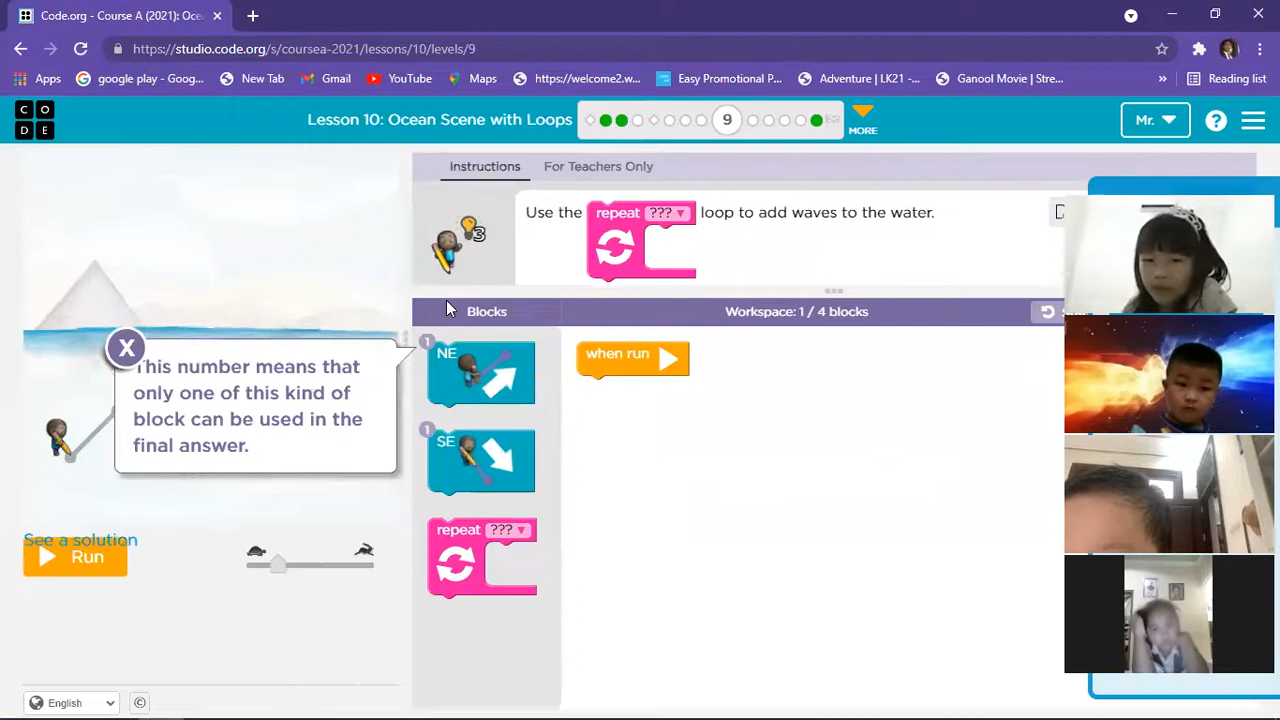 Code.org - Course A (2021): Oce
https://studio.code.org/s/coursea-2021/lessons/10/levels/9
Apps
google play - Goog...
New Tab
Gmail
YouTube
Maps
https://welcome2.w...
Easy Promotional P...
Adventure | LK21 -...
Ganool Movie | Stre...
»
Reading list
C O
D E
Lesson 10: Ocean Scene with Loops
9
MORE
Mr.
?
Instructions
For Teachers Only
3
Use the
repeat ???
loop to add waves to the water.
Blocks
Workspace: 1 / 4 blocks
X
This number means that
only one of this kind of
block can be used in the
final answer.
1
NE
1
SE
repeat ???
when run
See a solution
Run
English
©